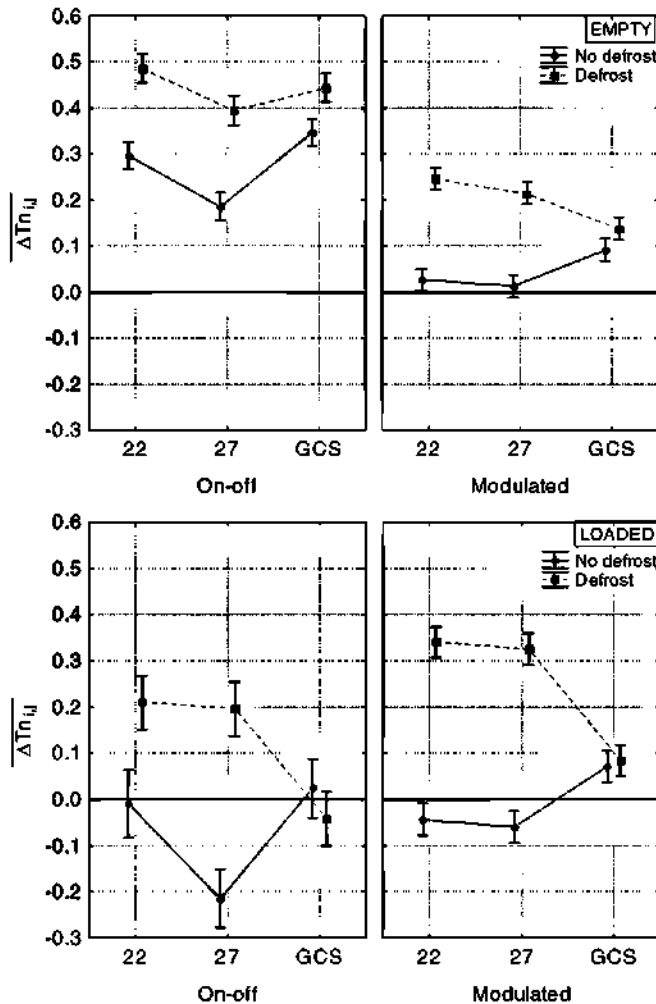 EMPTY
No defrost
Defrost
0.6
0.5
0.4
0.3
0.2
0.1
0.0
-0.1
-0.2
-0.3
ΔTn i,j
22 27 GCS 22 27 GCS
On-off Modulated
LOADED
No defrost
Defrost
0.6
0.5
0.4
0.3
0.2
0.1
0.0
-0.1
-0.2
-0.3
ΔTn i,j
22 27 GCS 22 27 GCS
On-off Modulated